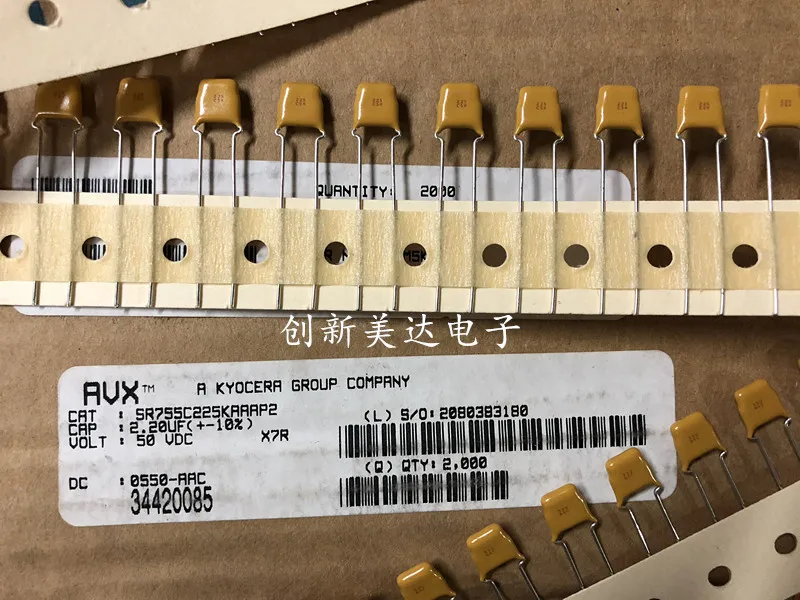 QUANTITY: 2000
创新美达电子
AVX™ A KYOCERA GROUP COMPANY
CAT : SR755C225KAAAP2
CAP : 2.20UF(+-10%)
VOLT : 50 VDC X7R
(L) S/O: 2080383180
(Q) QTY: 2,000
DC : 0550-AAC
34420085